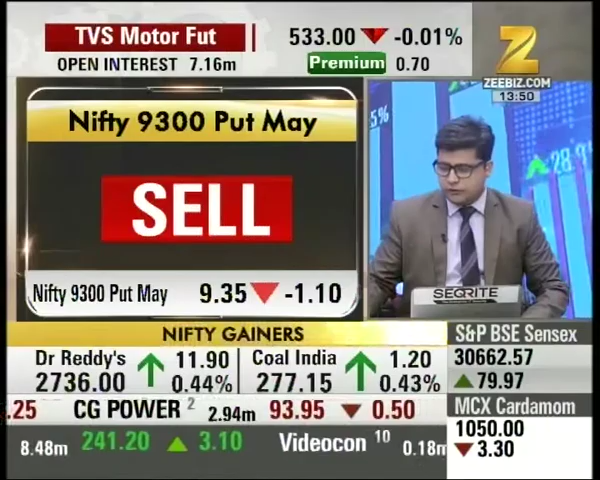 TVS Motor Fut
533.00 -0.01%
OPEN INTEREST 7.16m
Premium 0.70
Z
ZEEBIZ.COM
13:50
5%
28.9
Nifty 9300 Put May
SELL
Nifty 9300 Put May 9.35 -1.10
SEQRITE
NIFTY GAINERS
Dr Reddy's 11.90
2736.00 0.44%
Coal India 1.20
277.15 0.43%
S&P BSE Sensex
30662.57
79.97
.25 CG POWER 2 2.94m 93.95 0.50
MCX Cardamom
1050.00
3.30
8.48m 241.20 3.10 Videocon 10 0.18m